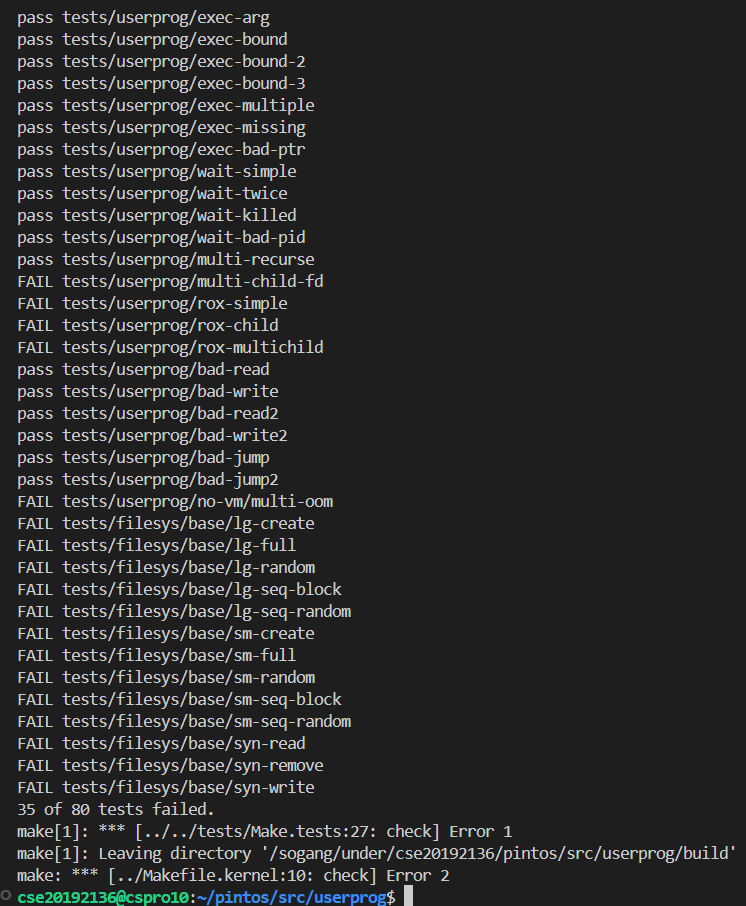 pass tests/userprog/exec-arg
pass tests/userprog/exec-bound
pass tests/userprog/exec-bound-2
pass tests/userprog/exec-bound-3
pass tests/userprog/exec-multiple
pass tests/userprog/exec-missing
pass tests/userprog/exec-bad-ptr
pass tests/userprog/wait-simple
pass tests/userprog/wait-twice
pass tests/userprog/wait-killed
pass tests/userprog/wait-bad-pid
pass tests/userprog/multi-recurse
FAIL tests/userprog/multi-child-fd
FAIL tests/userprog/rox-simple
FAIL tests/userprog/rox-child
FAIL tests/userprog/rox-multichild
pass tests/userprog/bad-read
pass tests/userprog/bad-write
pass tests/userprog/bad-read2
pass tests/userprog/bad-write2
pass tests/userprog/bad-jump
pass tests/userprog/bad-jump2
FAIL tests/userprog/no-vm/multi-oom
FAIL tests/filesys/base/lg-create
FAIL tests/filesys/base/lg-full
FAIL tests/filesys/base/lg-random
FAIL tests/filesys/base/lg-seq-block
FAIL tests/filesys/base/lg-seq-random
FAIL tests/filesys/base/sm-create
FAIL tests/filesys/base/sm-full
FAIL tests/filesys/base/sm-random
FAIL tests/filesys/base/sm-seq-block
FAIL tests/filesys/base/sm-seq-random
FAIL tests/filesys/base/syn-read
FAIL tests/filesys/base/syn-remove
FAIL tests/filesys/base/syn-write
35 of 80 tests failed.
make[1]: *** [../../tests/Make.tests:27: check] Error 1
make[1]: Leaving directory '/sogang/under/cse20192136/pintos/src/userprog/build'
make: *** [../Makefile.kernel:10: check] Error 2
cse20192136@cspro10:~/pintos/src/userprog$